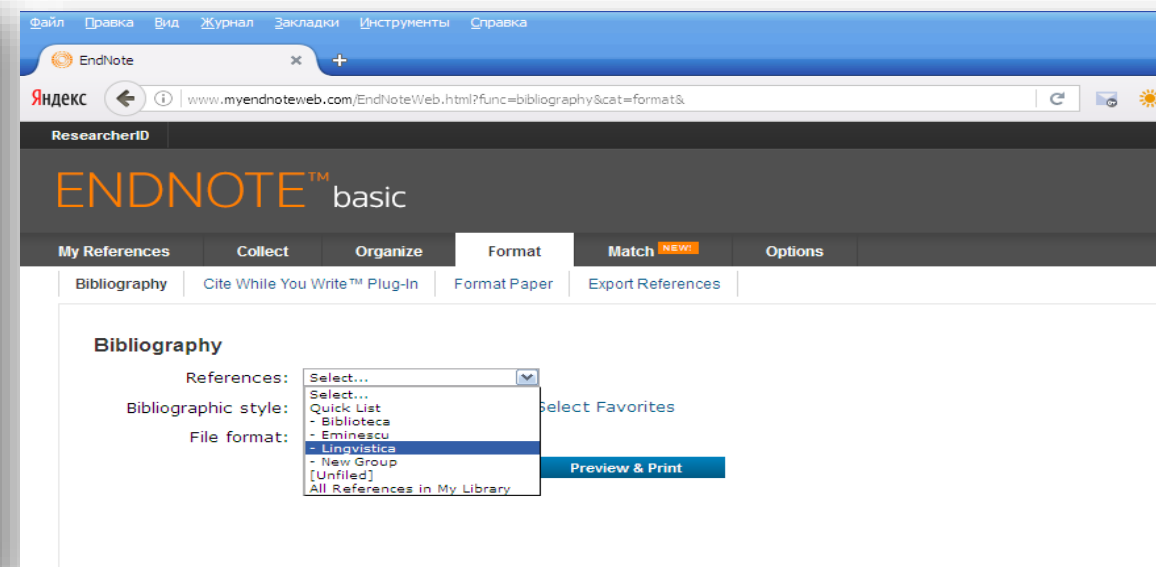 Файл Правка Вид Журнал Закладки Инструменты Справка
EndNote × +
Яндекс www.myendnoteweb.com/EndNoteWeb.html?func=bibliography&cat=format&
ResearcherID
ENDNOTE™ basic
My References Collect Organize Format Match NEW! Options
Bibliography Cite While You Write™ Plug-In Format Paper Export References
Bibliography
References: Select...
Select...
Bibliographic style: Quick List Select Favorites
- Biblioteca
- Eminescu
File format: - Lingvistica
- New Group
[Unfiled] Preview & Print
All References in My Library